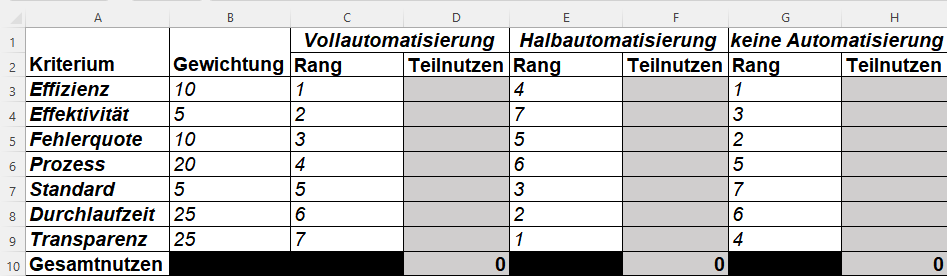 A B C D E F G H
1 Vollautomatisierung Halbautomatisierung keine Automatisierung
2 Kriterium Gewichtung Rang Teilnutzen Rang Teilnutzen Rang Teilnutzen
3 Effizienz 10 1 4 1
4 Effektivität 5 2 7 3
5 Fehlerquote 10 3 5 2
6 Prozess 20 4 6 5
7 Standard 5 5 3 7
8 Durchlaufzeit 25 6 2 6
9 Transparenz 25 7 1 4
10 Gesamtnutzen 0 0 0